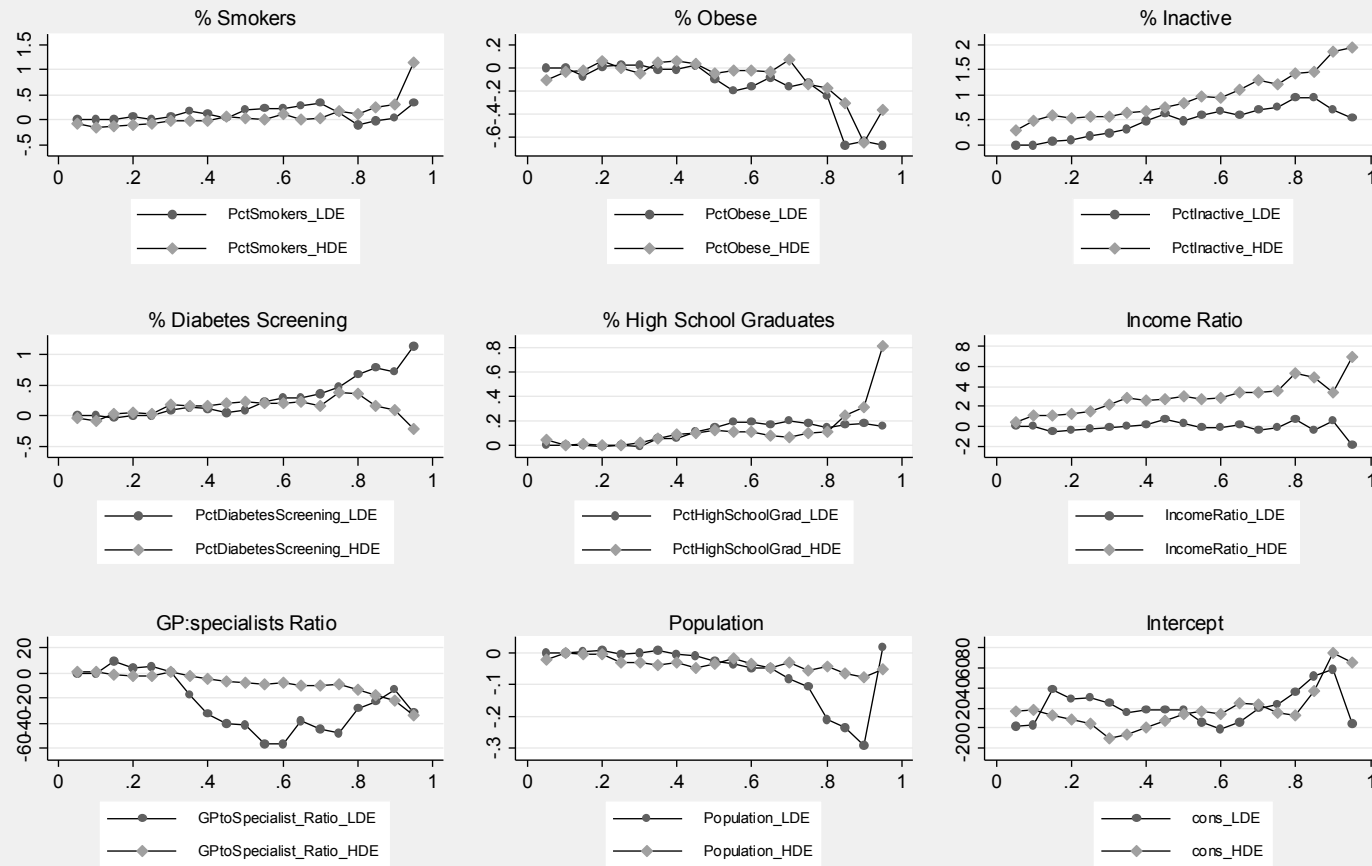 % Smokers
% Obese
% Inactive
-.5 0 .5 1 1.5
-.6 -.4 -.2 0 .2
0 .5 1 1.5 2
0 .2 .4 .6 .8 1
0 .2 .4 .6 .8 1
0 .2 .4 .6 .8 1
PctSmokers_LDE
PctSmokers_HDE
PctObese_LDE
PctObese_HDE
PctInactive_LDE
PctInactive_HDE
% Diabetes Screening
% High School Graduates
Income Ratio
-.5 0 .5 1
0 .2 .4 .6 .8
-2 0 2 4 6 8
0 .2 .4 .6 .8 1
0 .2 .4 .6 .8 1
0 .2 .4 .6 .8 1
PctDiabetesScreening_LDE
PctDiabetesScreening_HDE
PctHighSchoolGrad_LDE
PctHighSchoolGrad_HDE
IncomeRatio_LDE
IncomeRatio_HDE
GP:specialists Ratio
Population
Intercept
-60 -40 -20 0 20
-.3 -.2 -.1 0
-20 0 20 40 60 80
0 .2 .4 .6 .8 1
0 .2 .4 .6 .8 1
0 .2 .4 .6 .8 1
GPtoSpecialist_Ratio_LDE
GPtoSpecialist_Ratio_HDE
Population_LDE
Population_HDE
cons_LDE
cons_HDE